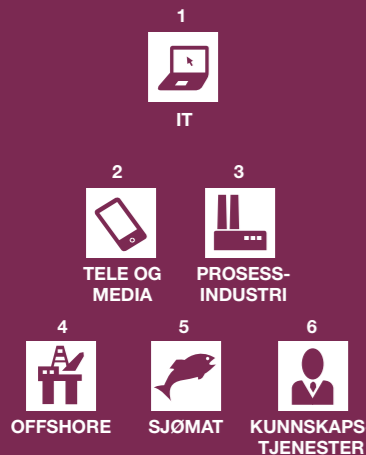 1
IT
2
3
TELE OG
MEDIA
PROSESS-
INDUSTRI
4
5
6
OFFSHORE
SJØMAT
KUNNSKAPS
TJENESTER